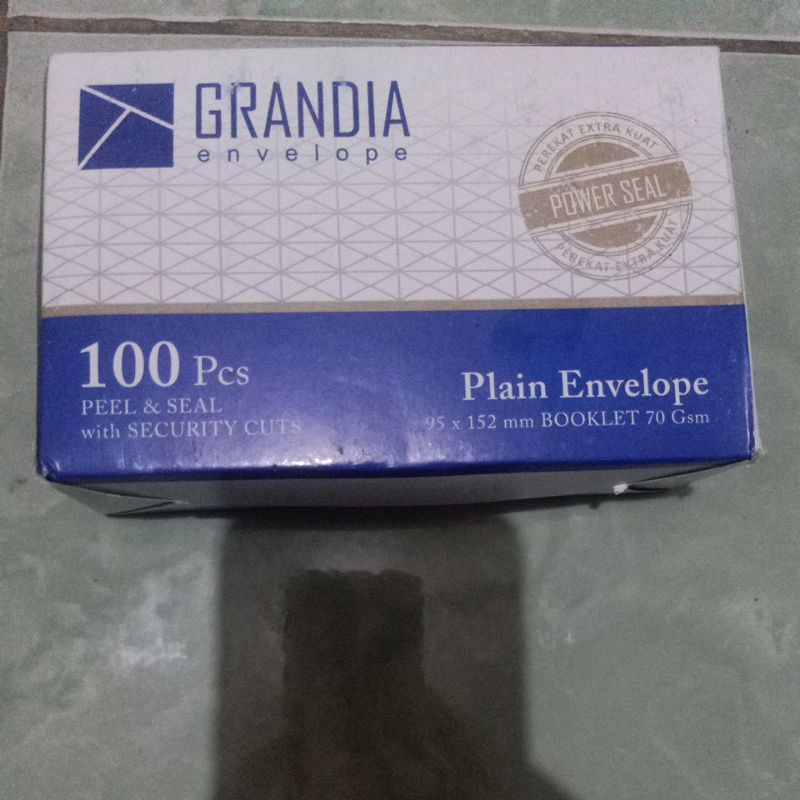 GRANDIA
envelope
PEREKAT EXTRA KUAT
POWER SEAL
PEREKAT EXTRA KUAT
100 Pcs
PEEL & SEAL
with SECURITY CUTS
Plain Envelope
95 x 152 mm BOOKLET 70 Gsm